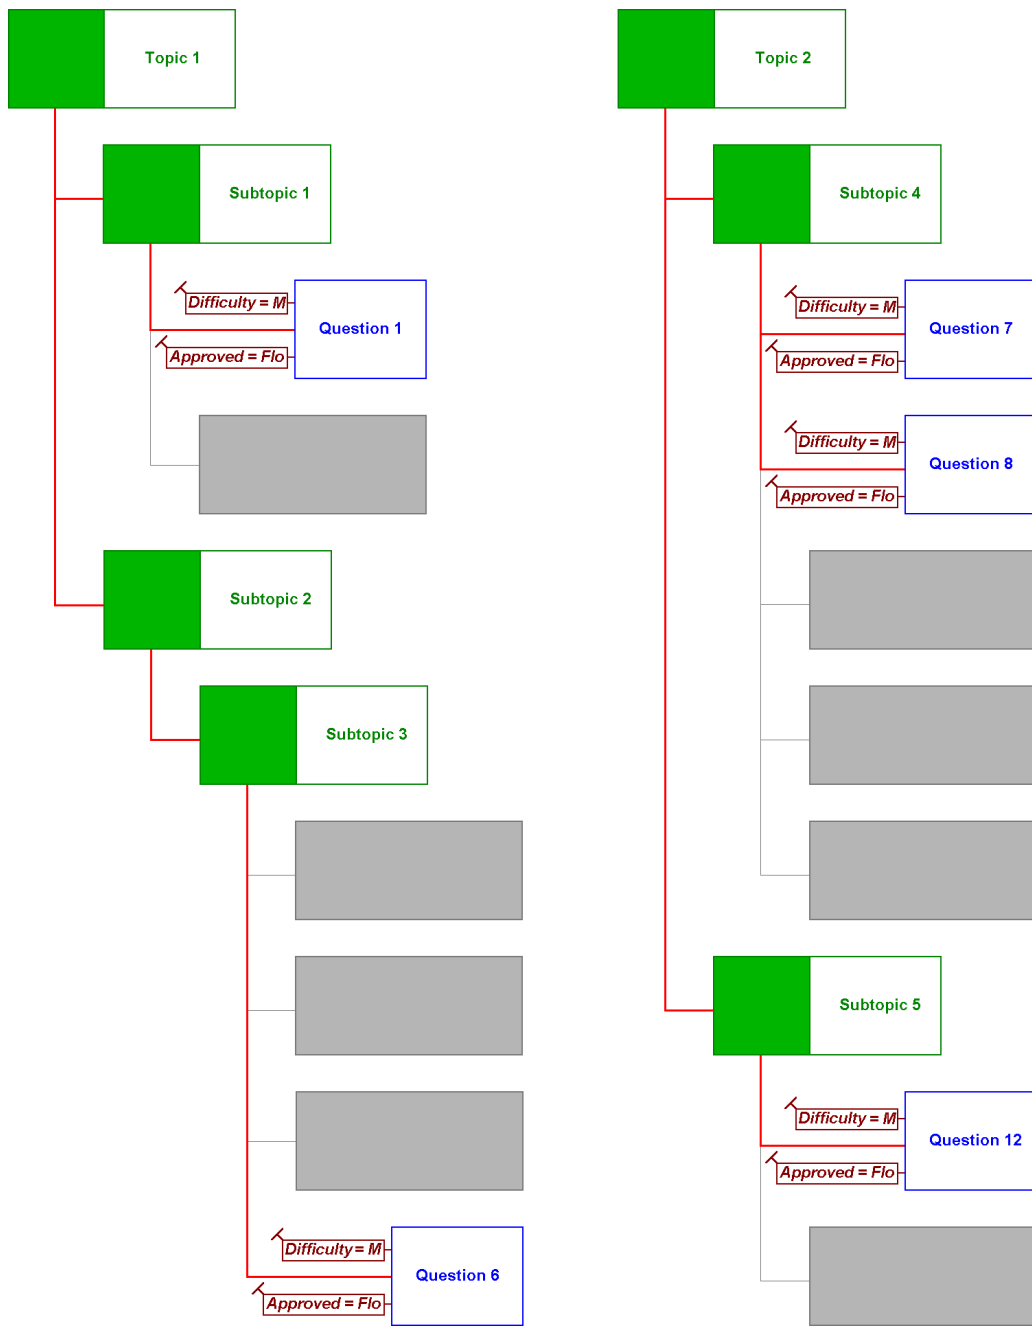 Topic 1
Subtopic 1
Difficulty = M
Question 1
Approved = Flo
Subtopic 2
Subtopic 3
Difficulty = M
Question 6
Approved = Flo
Topic 2
Subtopic 4
Difficulty = M
Question 7
Approved = Flo
Difficulty = M
Question 8
Approved = Flo
Subtopic 5
Difficulty = M
Question 12
Approved = Flo